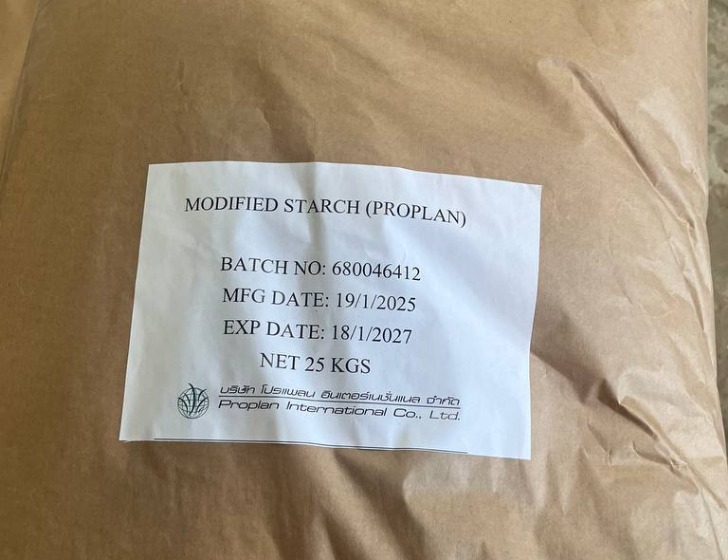 MODIFIED STARCH (PROPLAN)
BATCH NO: 680046412
MFG DATE: 19/1/2025
EXP DATE: 18/1/2027
NET 25 KGS
บริษัท โปรแพลน อินเตอร์เนชั่นแนล จำกัด
Proplan International Co., Ltd.